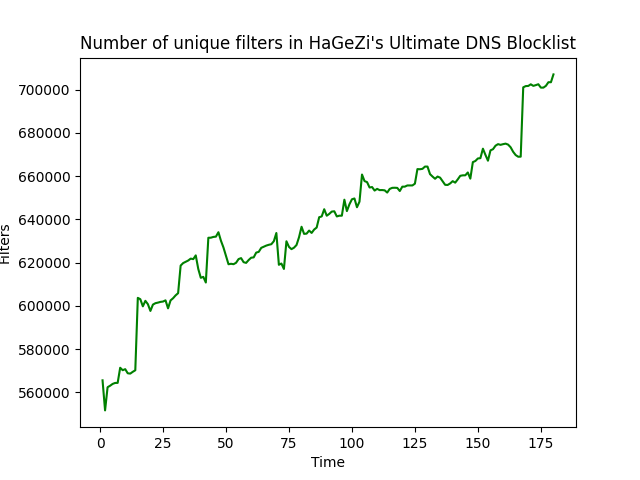 Number of unique filters in HaGeZi's Ultimate DNS Blocklist
700000
680000
660000
640000
620000
600000
580000
560000
Filters
0 25 50 75 100 125 150 175
Time